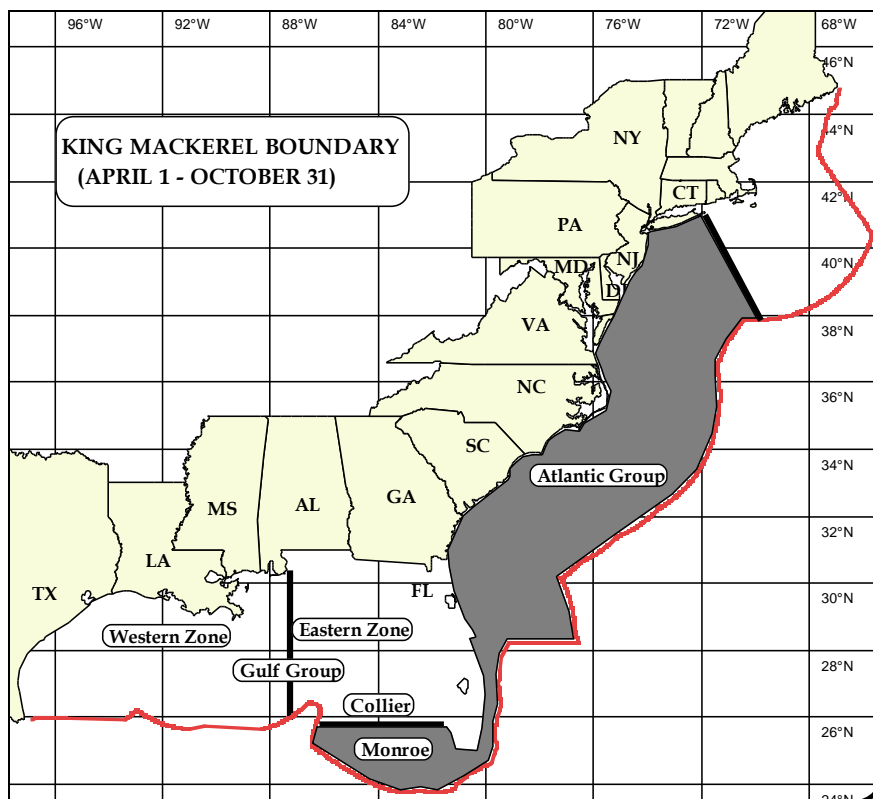 96°W 92°W 88°W 84°W 80°W 76°W 72°W 68°W
46°N
KING MACKEREL BOUNDARY
(APRIL 1 - OCTOBER 31)
NY
44°N
CT
42°N
PA
MD
NJ
40°N
VA
38°N
NC
36°N
SC
Atlantic Group
34°N
MS
AL
GA
32°N
LA
TX
FL
30°N
Western Zone
Eastern Zone
Gulf Group
28°N
Collier
26°N
Monroe
24°N